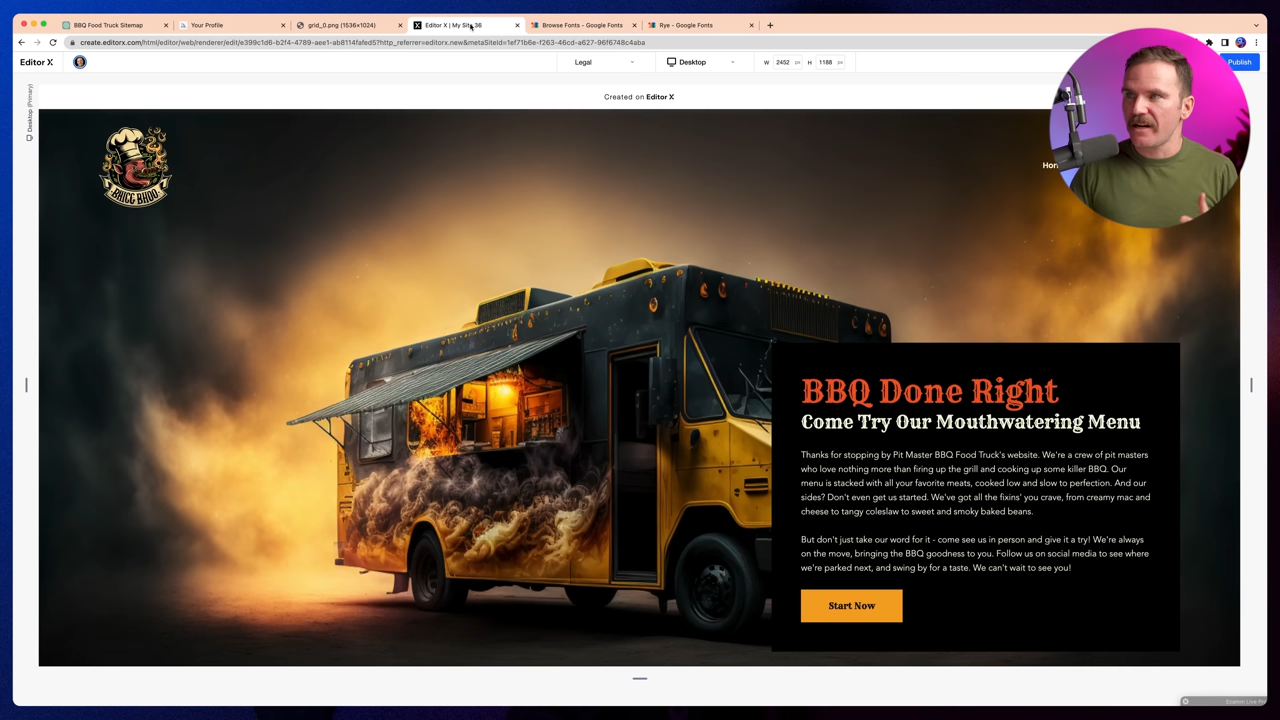 BBQ Food Truck Sitemap
Your Profile
grid_0.png (1536×1024)
Editor X | My Site 36
Browse Fonts - Google Fonts
Rye - Google Fonts
create.editorx.com/html/editor/web/renderer/edit/e399c1d6-b2f4-4789-aee1-ab8114fafed5?http_referrer=editorx.new&metaSiteId=1ef71b6e-f263-46cd-a627-96f6748c4aba
Editor X
Legal
Desktop
W 2452 px H 1188 px
Publish
Desktop (Primary)
Created on Editor X
BBQ Done Right
Come Try Our Mouthwatering Menu
Thanks for stopping by Pit Master BBQ Food Truck's website. We're a crew of pit masters
who love nothing more than firing up the grill and cooking up some killer BBQ. Our
menu is stacked with all your favorite meats, cooked low and slow to perfection. And our
sides? Don't even get us started. We've got all the fixins' you crave, from creamy mac and
cheese to tangy coleslaw to sweet and smoky baked beans.
But don't just take our word for it - come see us in person and give it a try! We're always
on the move, bringing the BBQ goodness to you. Follow us on social media to see where
we're parked next, and swing by for a taste. We can't wait to see you!
Start Now